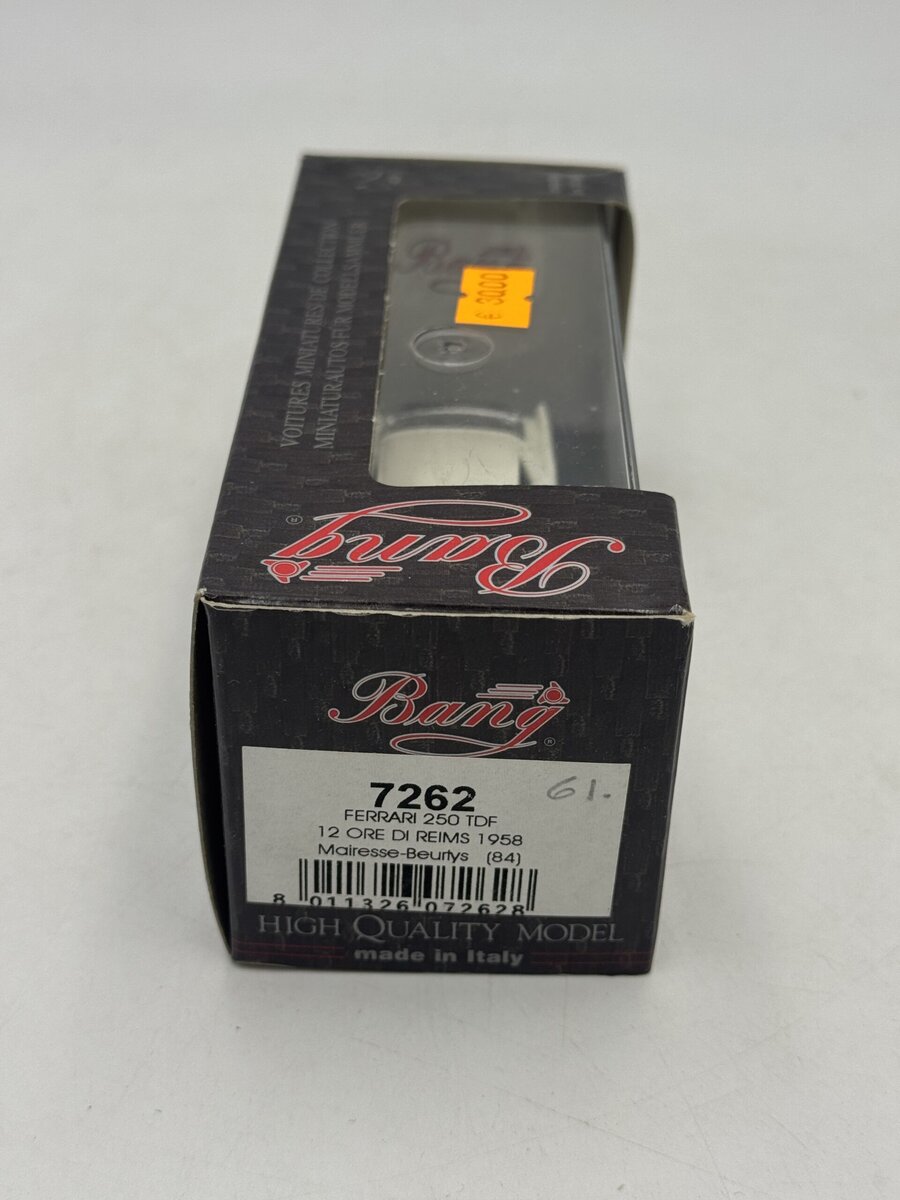 VOITURES MINIATURES DE COLLECTION
MINIATURAUTOS FÜR MODELLSAMMLER
€ 30,00
Bang ®
Bang ®
7262
61.
FERRARI 250 TDF
12 ORE DI REIMS 1958
Mairesse-Beurlys (84)
8 011326 072628
HIGH QUALITY MODEL
made in Italy